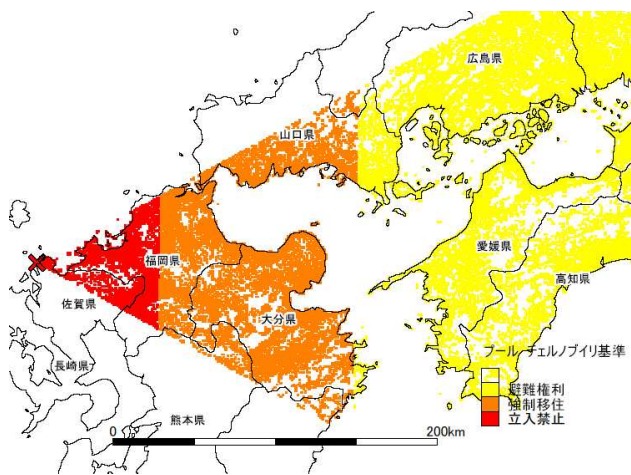 広島県
山口県
福岡県
愛媛県
高知県
佐賀県
大分県
長崎県
熊本県
プール, チェルノブイリ基準
避難権利
強制移住
立入禁止
0
200km